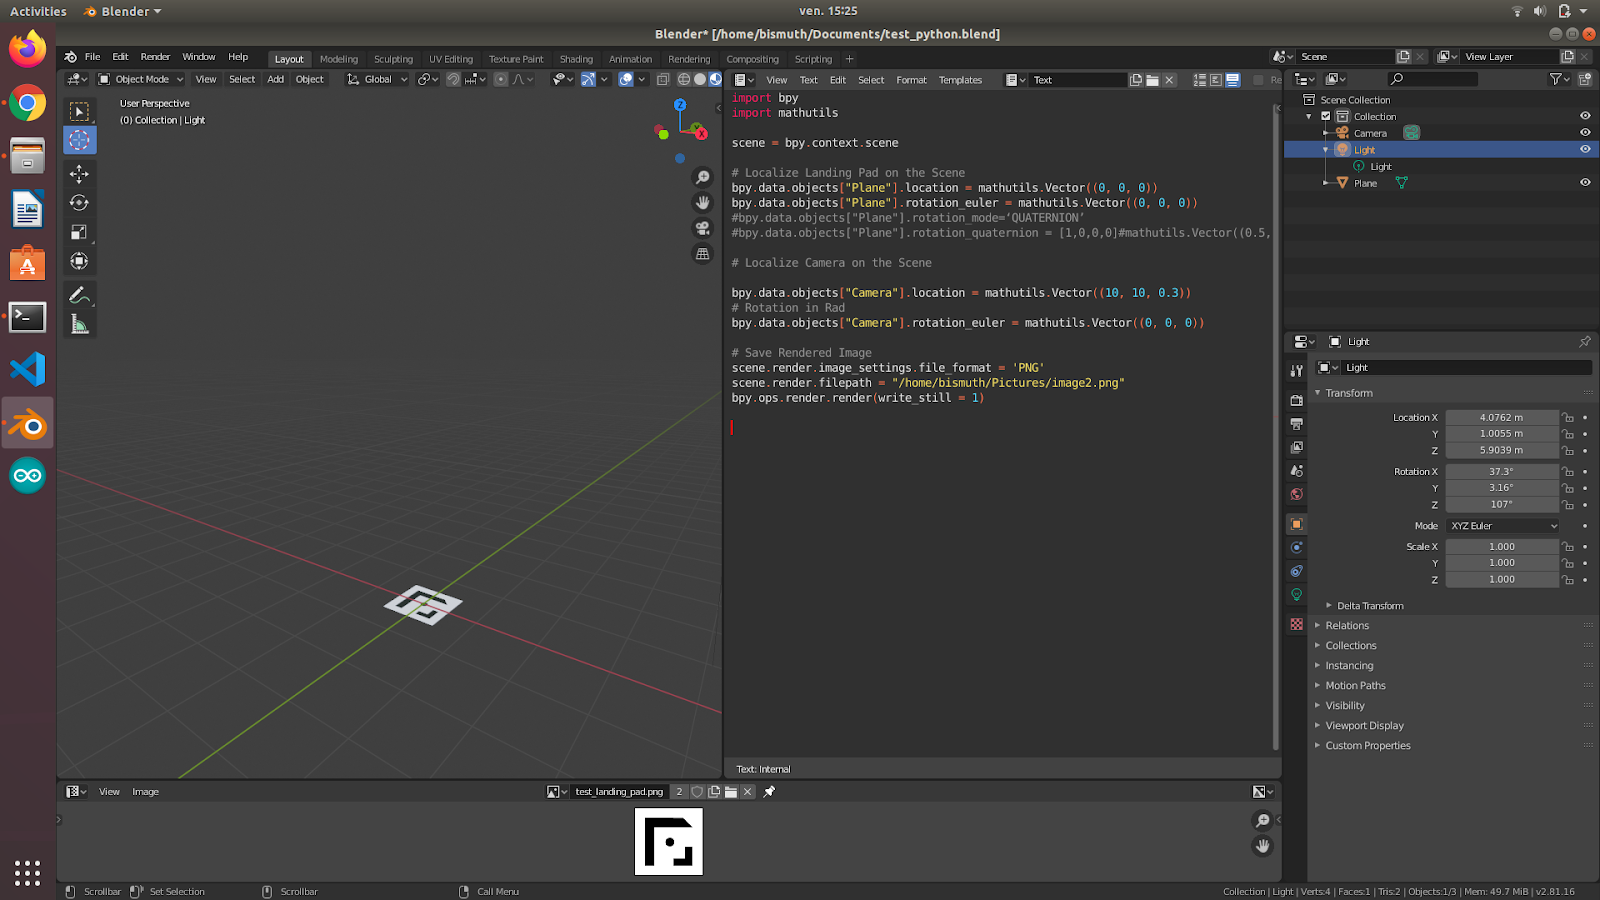 Activities Blender ven. 15:25
Blender* [/home/bismuth/Documents/test_python.blend]
File Edit Render Window Help Layout Modeling Sculpting UV Editing Texture Paint Shading Animation Rendering Compositing Scripting + Scene View Layer
Object Mode View Select Add Object Global View Text Edit Select Format Templates Text Re
User Perspective
(0) Collection | Light
Z
Y
X
import bpy
import mathutils
scene = bpy.context.scene
# Localize Landing Pad on the Scene
bpy.data.objects["Plane"].location = mathutils.Vector((0, 0, 0))
bpy.data.objects["Plane"].rotation_euler = mathutils.Vector((0, 0, 0))
#bpy.data.objects["Plane"].rotation_mode=‘QUATERNION’
#bpy.data.objects["Plane"].rotation_quaternion = [1,0,0,0]#mathutils.Vector((0.5,
# Localize Camera on the Scene
bpy.data.objects["Camera"].location = mathutils.Vector((10, 10, 0.3))
# Rotation in Rad
bpy.data.objects["Camera"].rotation_euler = mathutils.Vector((0, 0, 0))
# Save Rendered Image
scene.render.image_settings.file_format = 'PNG'
scene.render.filepath = "/home/bismuth/Pictures/image2.png"
bpy.ops.render.render(write_still = 1)
Text: Internal
Scene Collection
Collection
Camera
Light
Light
Plane
Light
Light
Transform
Location X 4.0762 m
Y 1.0055 m
Z 5.9039 m
Rotation X 37.3°
Y 3.16°
Z 107°
Mode XYZ Euler
Scale X 1.000
Y 1.000
Z 1.000
Delta Transform
Relations
Collections
Instancing
Motion Paths
Visibility
Viewport Display
Custom Properties
View Image test_landing_pad.png 2
Scrollbar Set Selection Scrollbar Call Menu Collection | Light | Verts:4 | Faces:1 | Tris:2 | Objects:1/3 | Mem: 49.7 MiB | v2.81.16